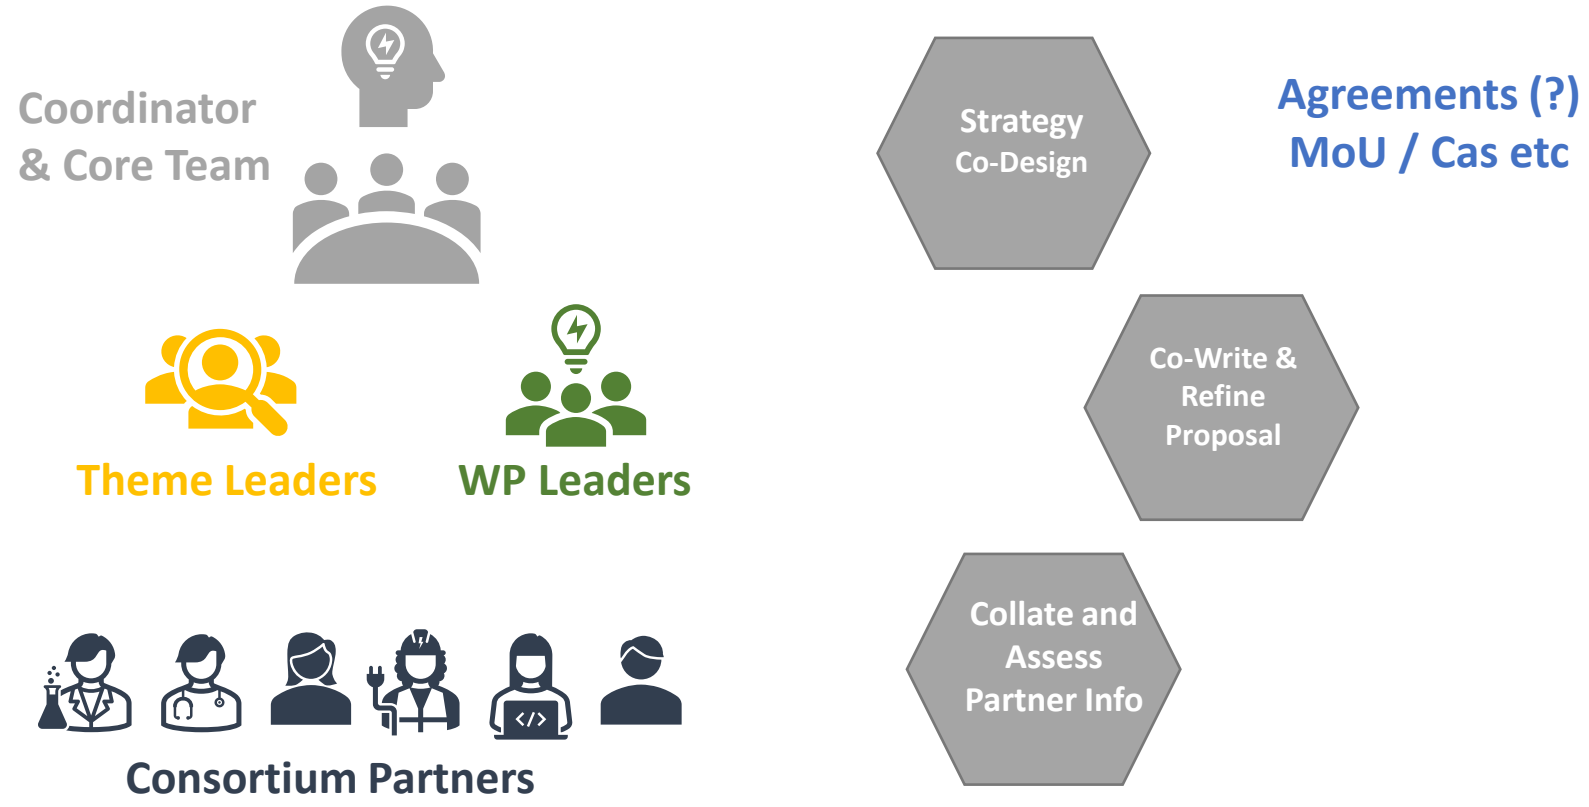 Coordinator
& Core Team
Theme Leaders
WP Leaders
</>
Consortium Partners
Strategy
Co-Design
Agreements (?)
MoU / Cas etc
Co-Write &
Refine
Proposal
Collate and
Assess
Partner Info